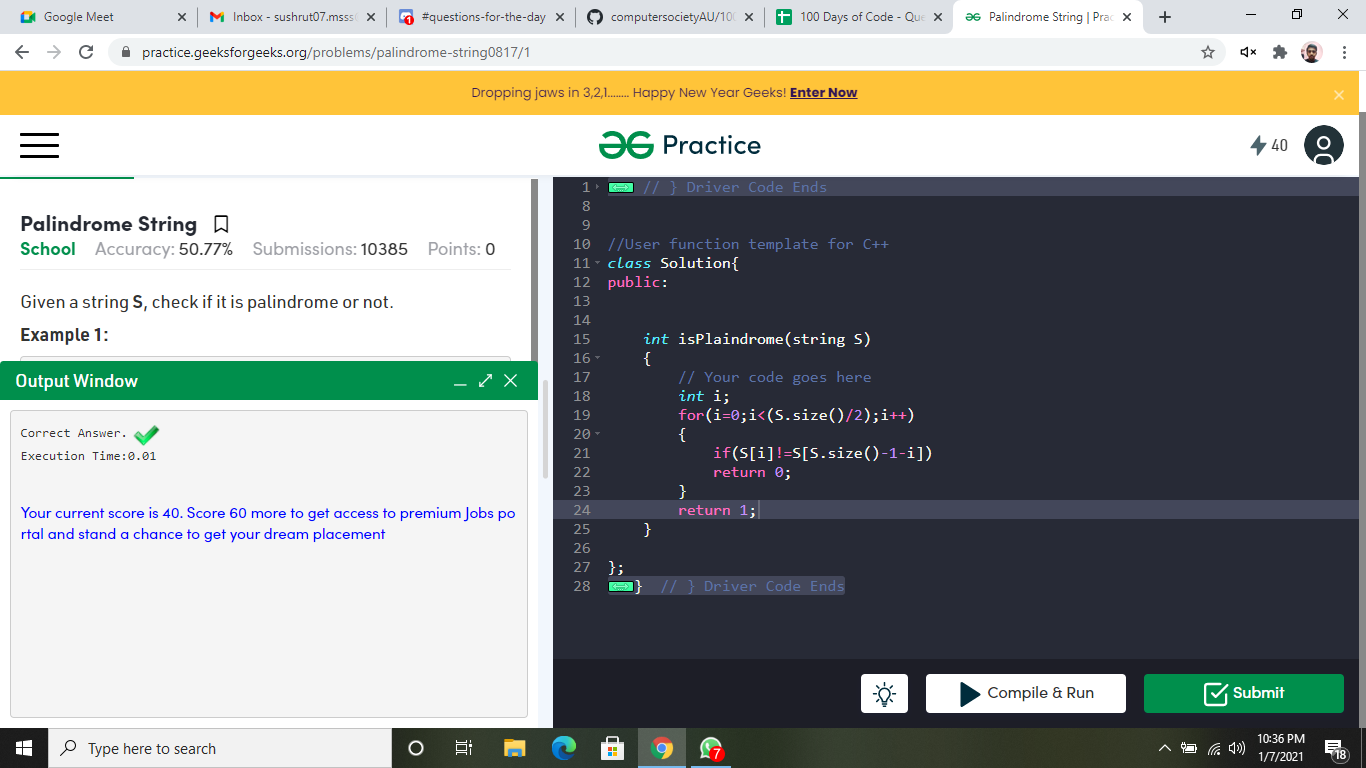 Google Meet
Inbox - sushrut07.msss
#questions-for-the-day
computersocietyAU/10
100 Days of Code - Que
Palindrome String | Prac
practice.geeksforgeeks.org/problems/palindrome-string0817/1
Dropping jaws in 3,2,1........ Happy New Year Geeks! Enter Now
Practice
40
Palindrome String
School Accuracy: 50.77% Submissions: 10385 Points: 0
Given a string S, check if it is palindrome or not.
Example 1:
Output Window
Correct Answer.
Execution Time:0.01
Your current score is 40. Score 60 more to get access to premium Jobs po
rtal and stand a chance to get your dream placement
1 // } Driver Code Ends
8
9
10 //User function template for C++
11 class Solution{
12 public:
13
14
15 int isPlaindrome(string S)
16 {
17 // Your code goes here
18 int i;
19 for(i=0;i<(S.size()/2);i++)
20 {
21 if(S[i]!=S[S.size()-1-i])
22 return 0;
23 }
24 return 1;
25 }
26
27 };
28 } // } Driver Code Ends
Compile & Run
Submit
Type here to search
7
10:36 PM
1/7/2021
18